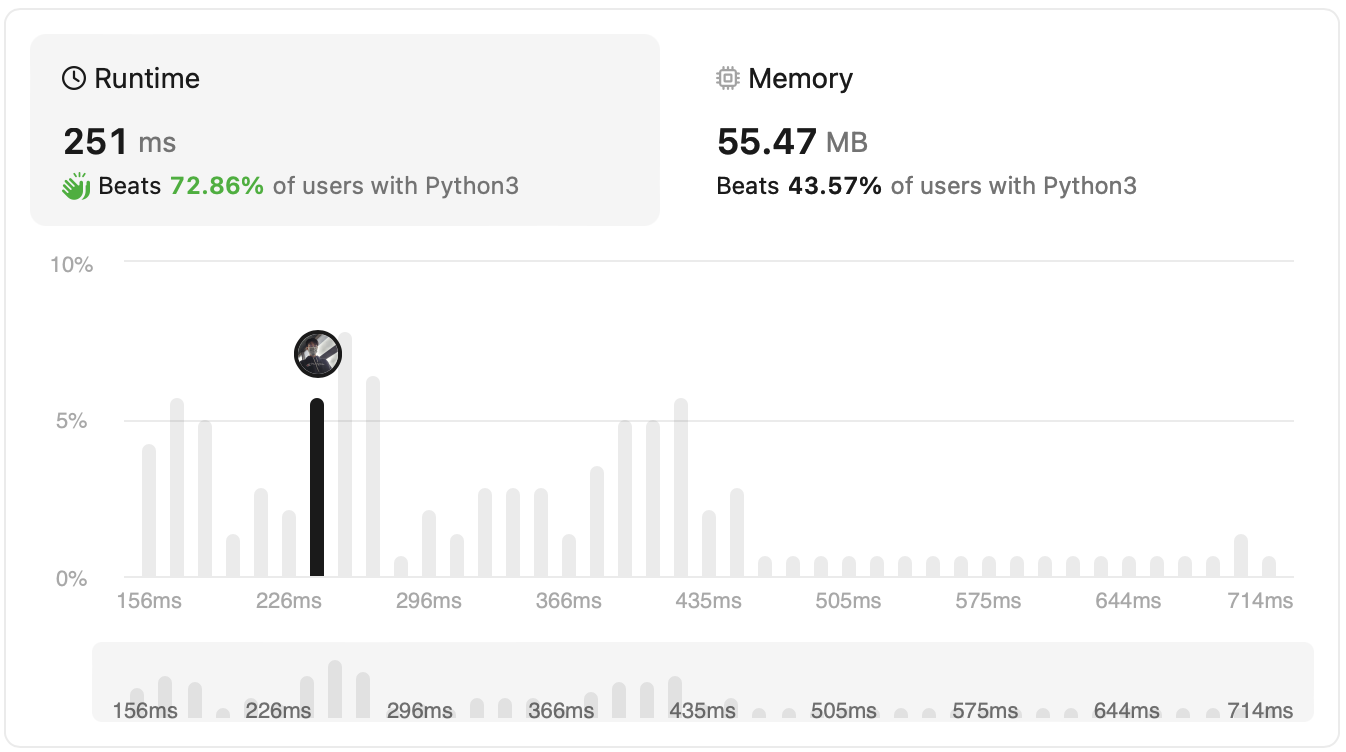 Runtime
251 ms
Beats 72.86% of users with Python3
Memory
55.47 MB
Beats 43.57% of users with Python3
10%
5%
0%
156ms 226ms 296ms 366ms 435ms 505ms 575ms 644ms 714ms
156ms 226ms 296ms 366ms 435ms 505ms 575ms 644ms 714ms